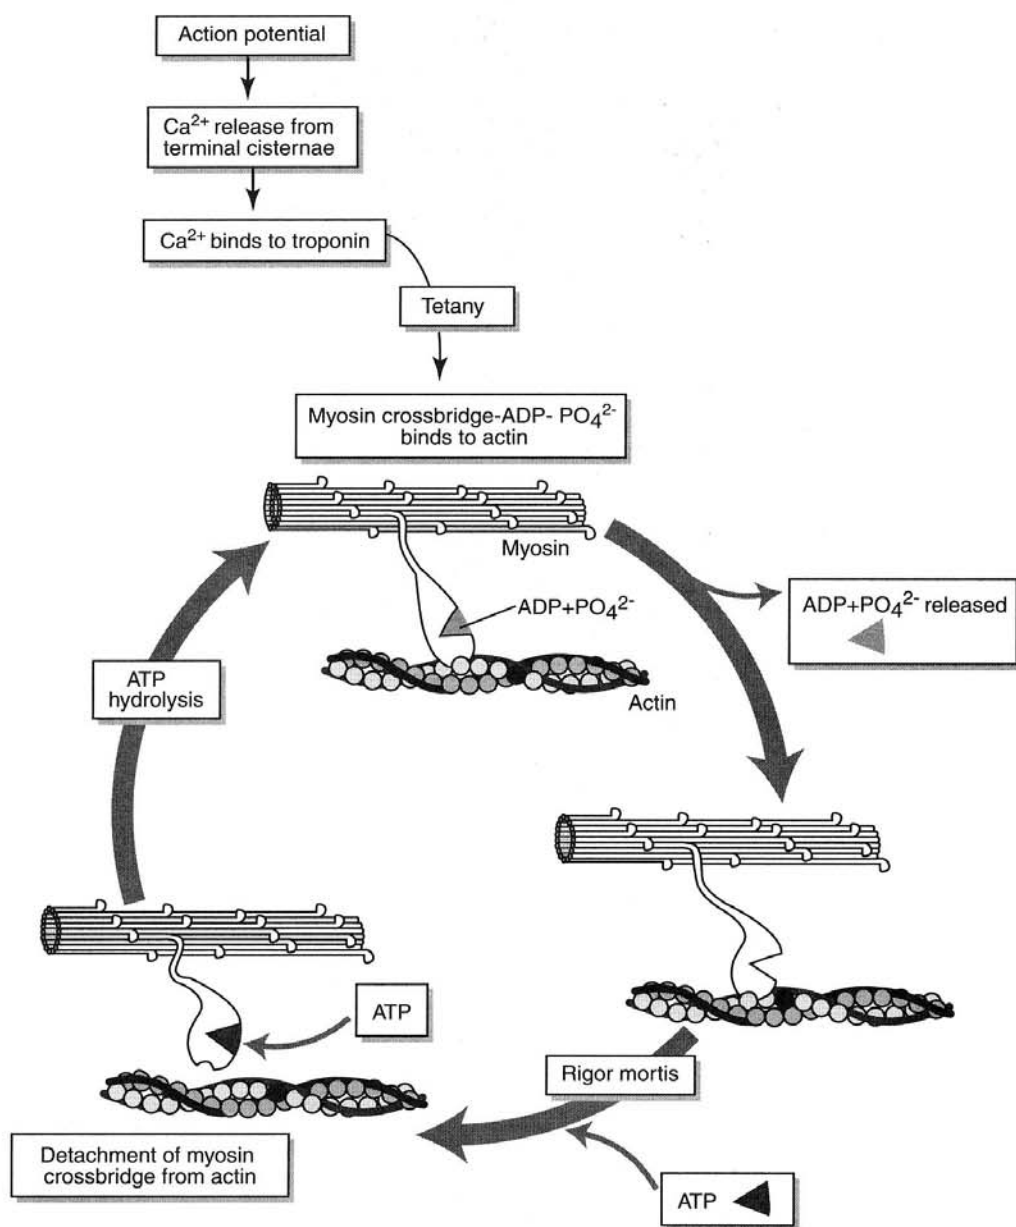 Action potential
Ca²⁺ release from
terminal cisternae
Ca²⁺ binds to troponin
Tetany
Myosin crossbridge-ADP- PO₄²⁻
binds to actin
Myosin
ADP+PO₄²⁻
Actin
ADP+PO₄²⁻ released
ATP
hydrolysis
ATP
Rigor mortis
Detachment of myosin
crossbridge from actin
ATP